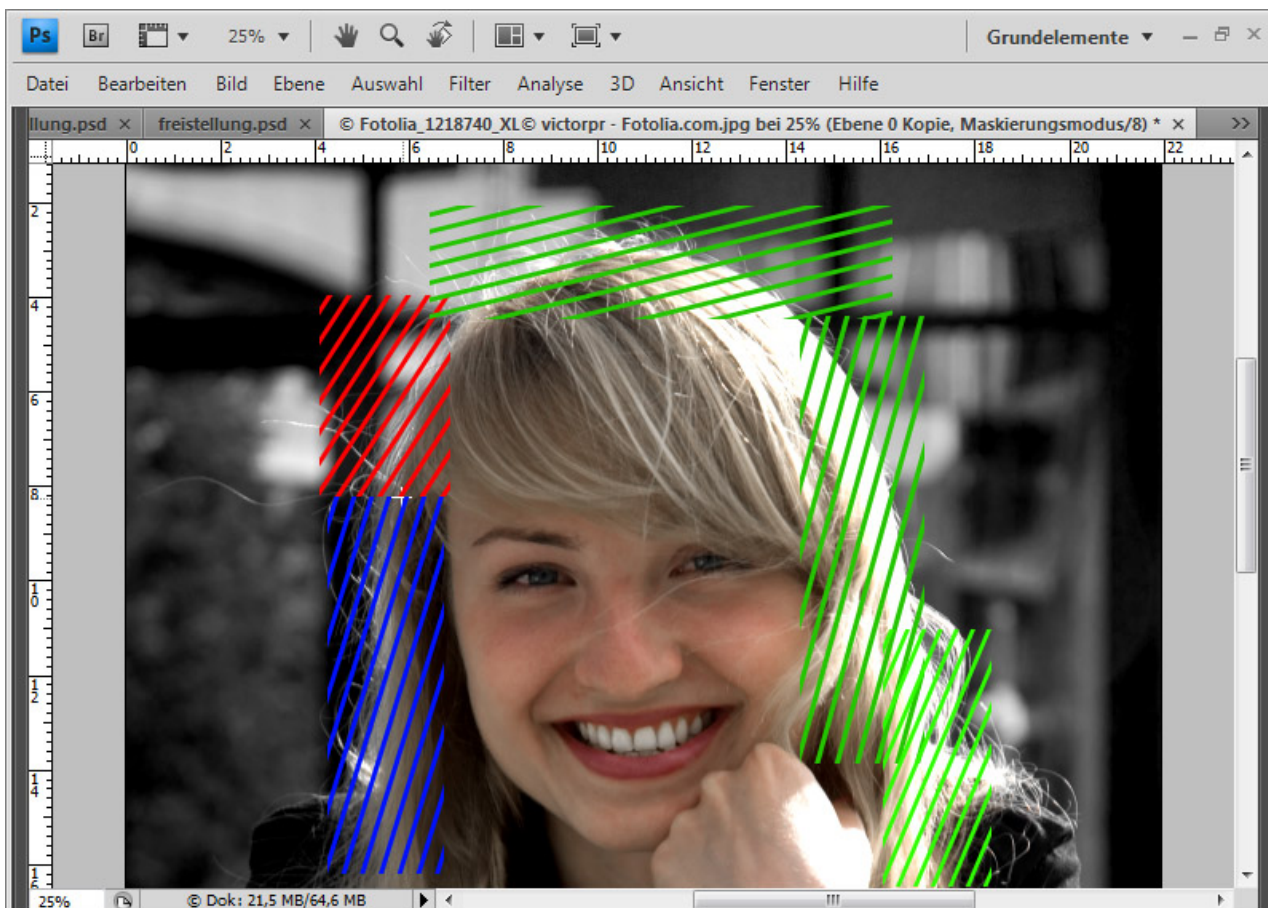 Ps Br 25% Grundelemente
Datei Bearbeiten Bild Ebene Auswahl Filter Analyse 3D Ansicht Fenster Hilfe
llung.psd × freistellung.psd × © Fotolia_1218740_XL© victorpr - Fotolia.com.jpg bei 25% (Ebene 0 Kopie, Maskierungsmodus/8) * × >>
0 2 4 6 8 10 12 14 16 18 20 22
2
4
6
8
10
12
14
16
25% © Dok: 21,5 MB/64,6 MB